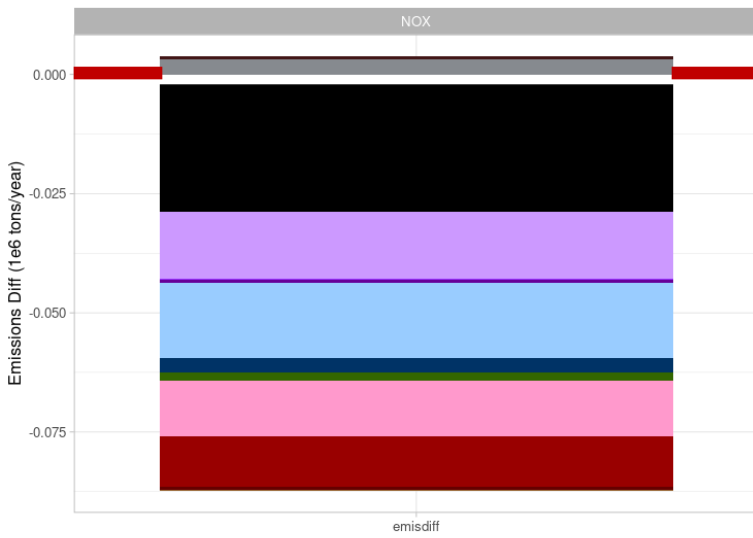 NOX
Emissions Diff (1e6 tons/year)
0.000
-0.025
-0.050
-0.075
emisdiff